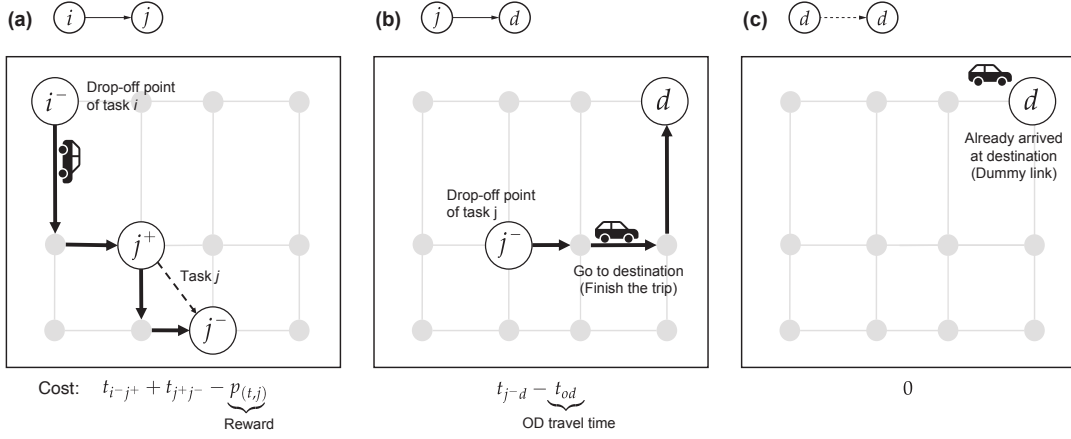 (a) i j
Drop-off point
of task i
i⁻
j⁺
Task j
j⁻
Cost: t_{i⁻j⁺} + t_{j⁺j⁻} − p_{(t,j)}
Reward
(b) j d
d
Drop-off point
of task j
j⁻
Go to destination
(Finish the trip)
t_{j⁻d} − t_{od}
OD travel time
(c) d d
d
Already arrived
at destination
(Dummy link)
0